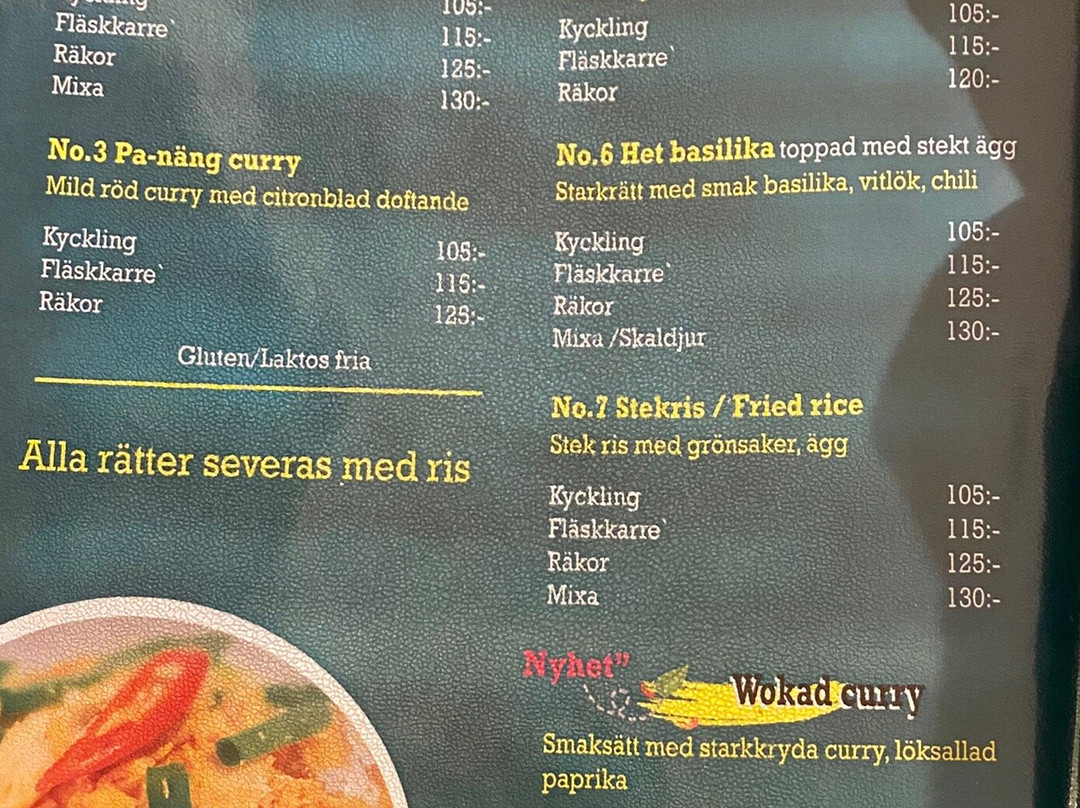 Fläskkarre`
Räkor
Mixa
105:-
115:-
125:-
130:-
No.3 Pa-näng curry
Mild röd curry med citronblad doftande
Kyckling 105:-
Fläskkarre` 115:-
Räkor 125:-
Gluten/Laktos fria
Alla rätter severas med ris
Kyckling 105:-
Fläskkarre` 115:-
Räkor 120:-
No.6 Het basilika toppad med stekt ägg
Starkrätt med smak basilika, vitlök, chili
Kyckling 105:-
Fläskkarre` 115:-
Räkor 125:-
Mixa /Skaldjur 130:-
No.7 Stekris / Fried rice
Stek ris med grönsaker, ägg
Kyckling 105:-
Fläskkarre` 115:-
Räkor 125:-
Mixa 130:-
Nyhet"
Wokad curry
Smaksätt med starkkryda curry, löksallad
paprika